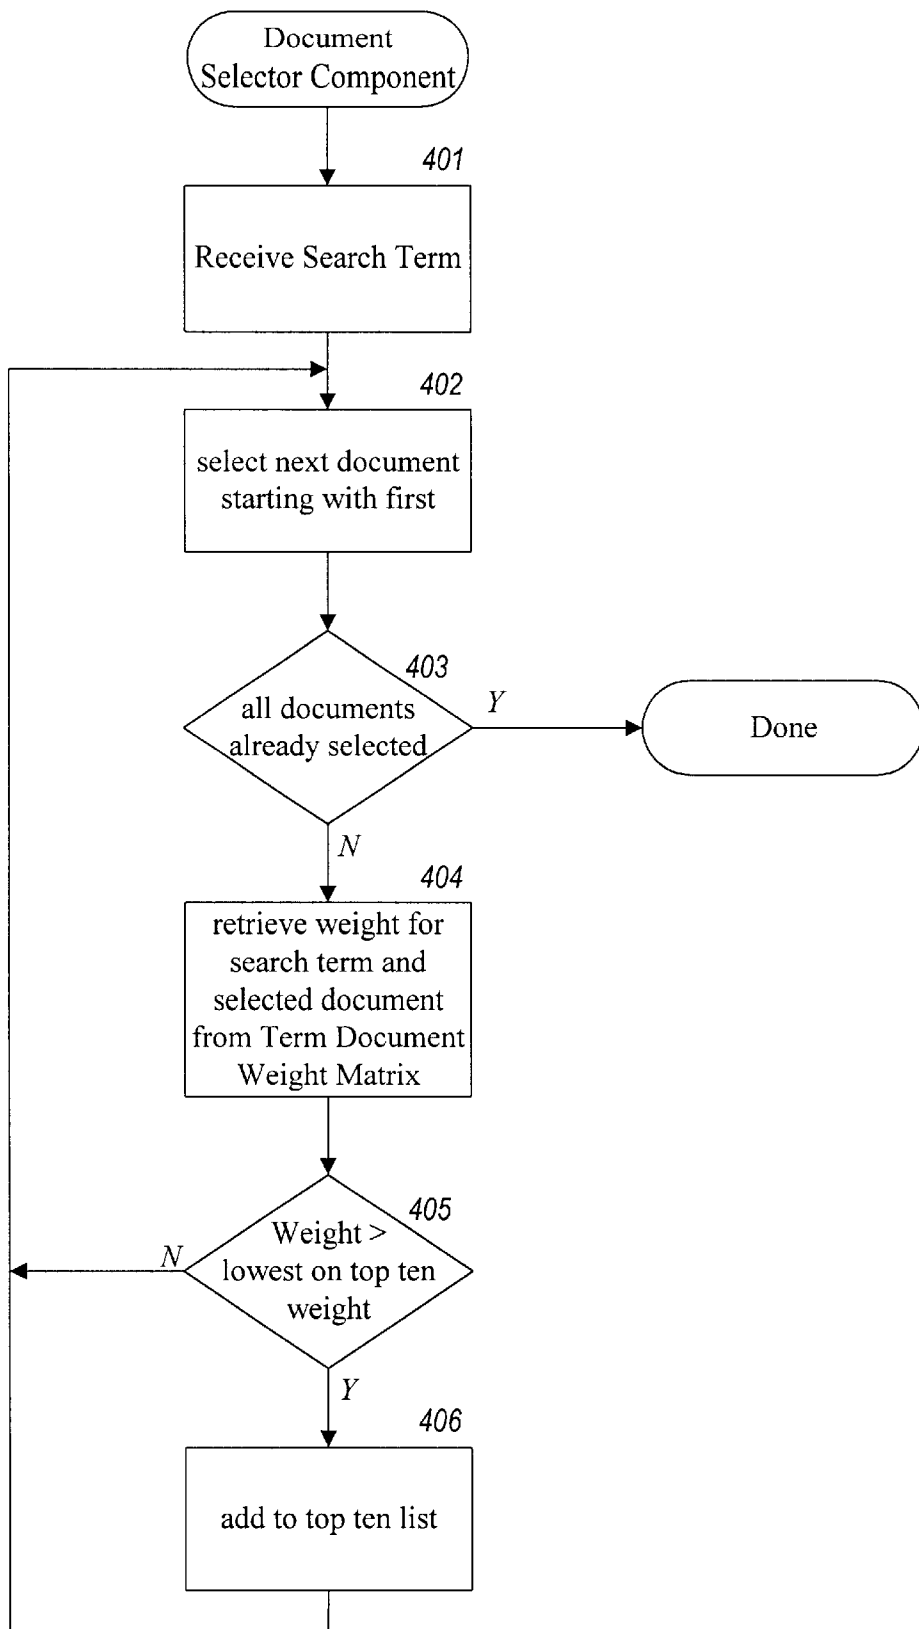 Document
Selector Component
401
Receive Search Term
402
select next document
starting with first
403
all documents
already selected
Y
Done
N
404
retrieve weight for
search term and
selected document
from Term Document
Weight Matrix
405
Weight >
lowest on top ten
weight
N
Y
406
add to top ten list